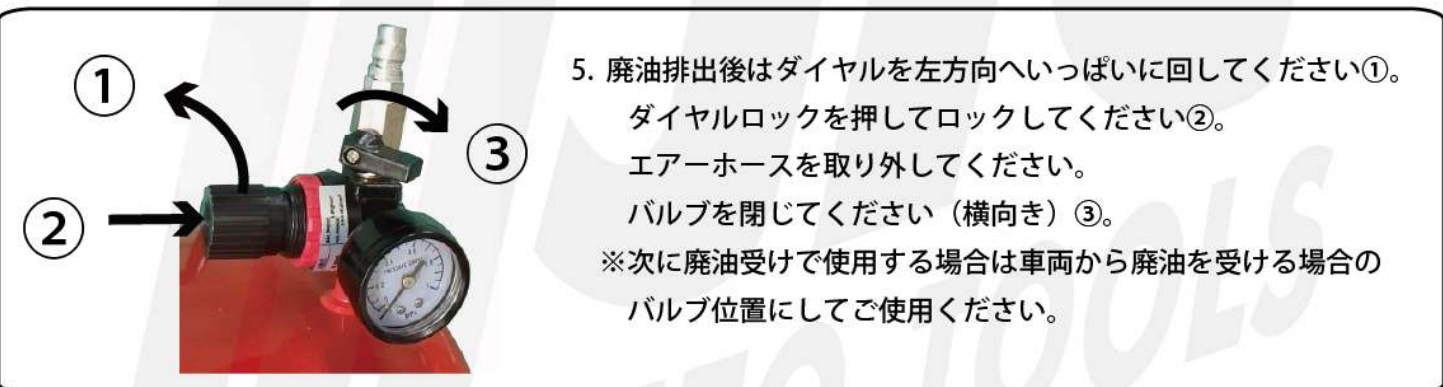 ①
②
③
5. 廃油排出後はダイヤルを左方向へいっぱいに回してください①。
ダイヤルロックを押してロックしてください②。
エアーホースを取り外してください。
バルブを閉じてください（横向き）③。
※次に廃油受けで使用する場合は車両から廃油を受ける場合の
バルブ位置にしてご使用ください。
TOOLS